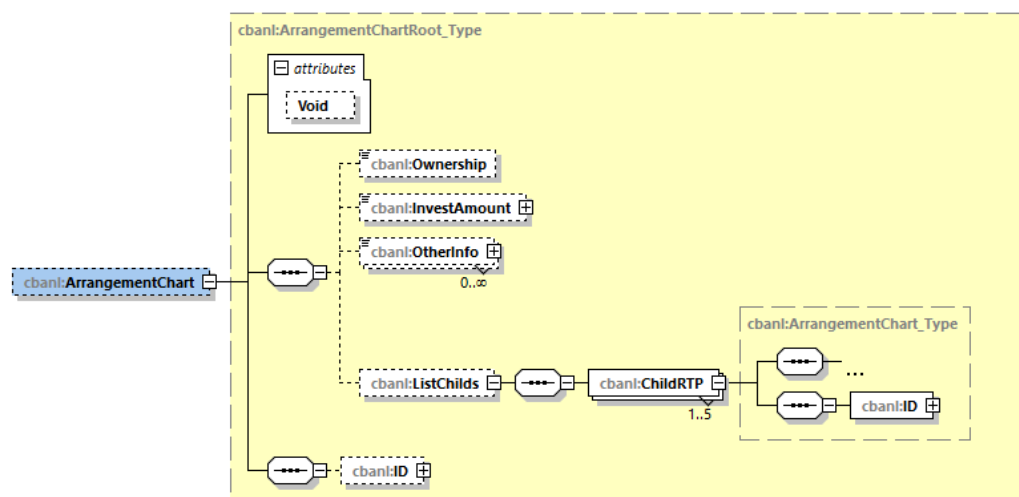 cbanl:ArrangementChartRoot_Type
attributes
Void
cbanl:Ownership
cbanl:InvestAmount
cbanl:OtherInfo
0..∞
cbanl:ArrangementChart
cbanl:ArrangementChart_Type
...
cbanl:ListChilds
cbanl:ChildRTP
1..5
cbanl:ID
cbanl:ID